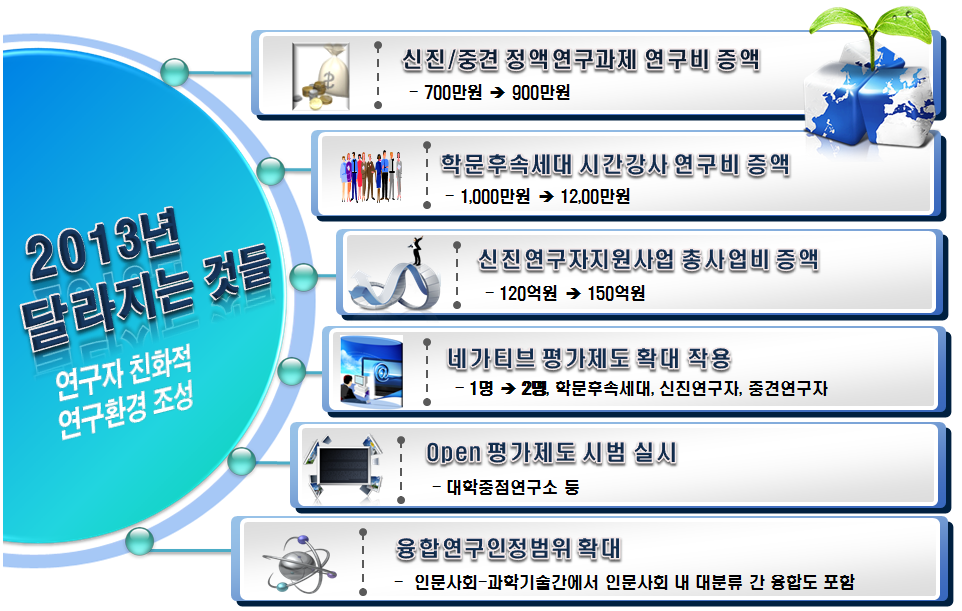 2013년
달라지는 것들
연구자 친화적
연구환경 조성
신진/중견 정액연구과제 연구비 증액
- 700만원 ➔ 900만원
학문후속세대 시간강사 연구비 증액
- 1,000만원 ➔ 12,00만원
신진연구자지원사업 총사업비 증액
- 120억원 ➔ 150억원
네가티브 평가제도 확대 작용
- 1명 ➔ 2명, 학문후속세대, 신진연구자, 중견연구자
Open 평가제도 시범 실시
- 대학중점연구소 등
융합연구인정범위 확대
- 인문사회-과학기술간에서 인문사회 내 대분류 간 융합도 포함